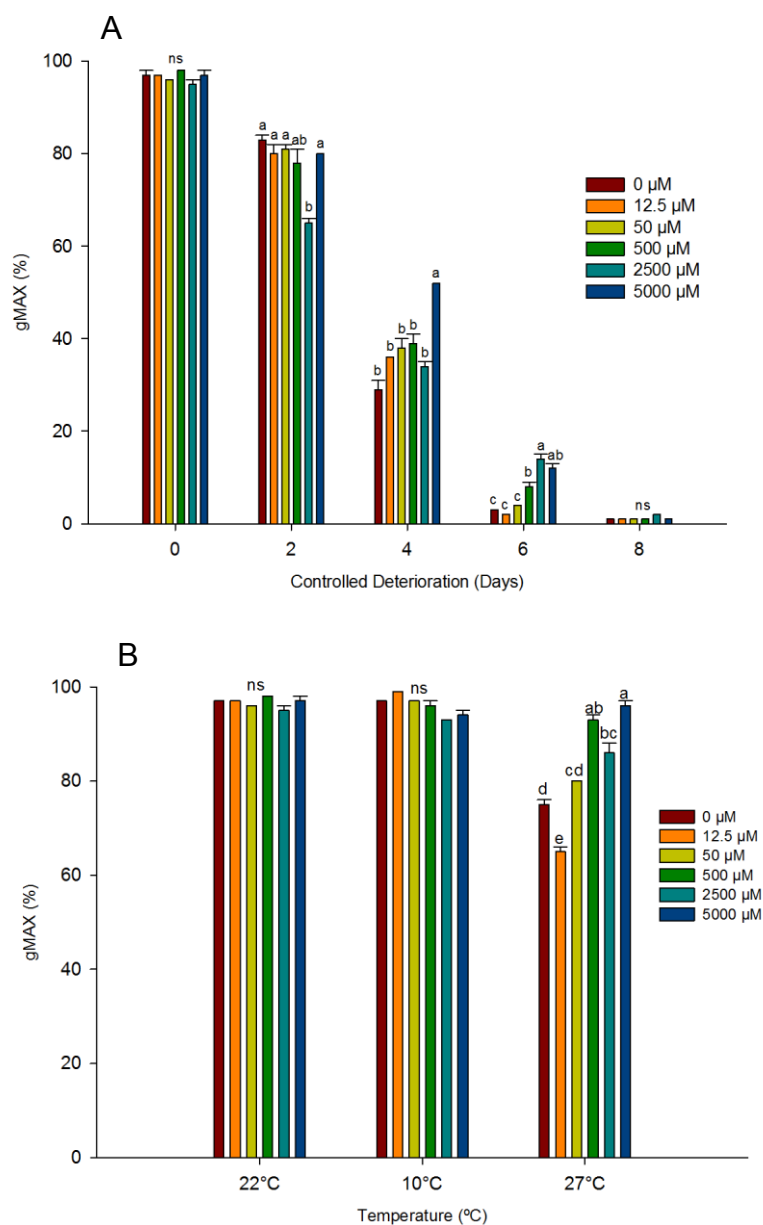 A
100
80
60
40
20
0
gMAX (%)
ns
a a a ab b a
b b b b b a
c c c b a ab
ns
0 µM
12.5 µM
50 µM
500 µM
2500 µM
5000 µM
0 2 4 6 8
Controlled Deterioration (Days)
B
100
80
60
40
20
0
gMAX (%)
ns
ns
d e cd ab bc a
0 µM
12.5 µM
50 µM
500 µM
2500 µM
5000 µM
22°C 10°C 27°C
Temperature (ºC)